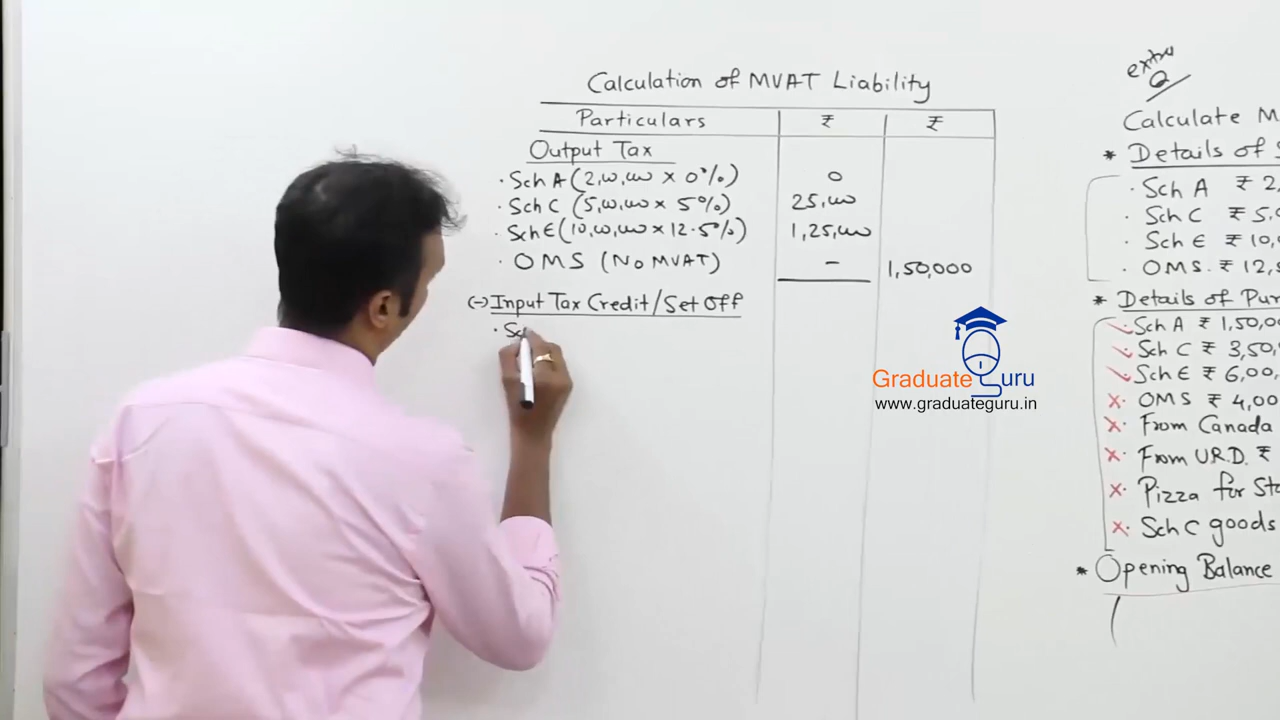 Calculation of MVAT Liability
Particulars ₹ ₹
Output Tax
· Sch A (2,00,000 x 0%) 0
· Sch C (5,00,000 x 5%) 25,000
· Sch E (10,00,000 x 12.5%) 1,25,000
· OMS (No MVAT) - 1,50,000
(-) Input Tax Credit/Set Off
· Sc
extra
Q
Calculate M
* Details of S
· Sch A ₹ 2,
· Sch C ₹ 5,0
· Sch E ₹ 10,
· OMS. ₹ 12,5
* Details of Pur
· Sch A ₹ 1,50,00
· Sch C ₹ 3,50,
· Sch E ₹ 6,00,
x· OMS ₹ 4,00
x· From Canada
x· From U.R.D. ₹
x· Pizza for Sta
x· Sch C goods
* Opening Balance
Graduate Guru
www.graduateguru.in